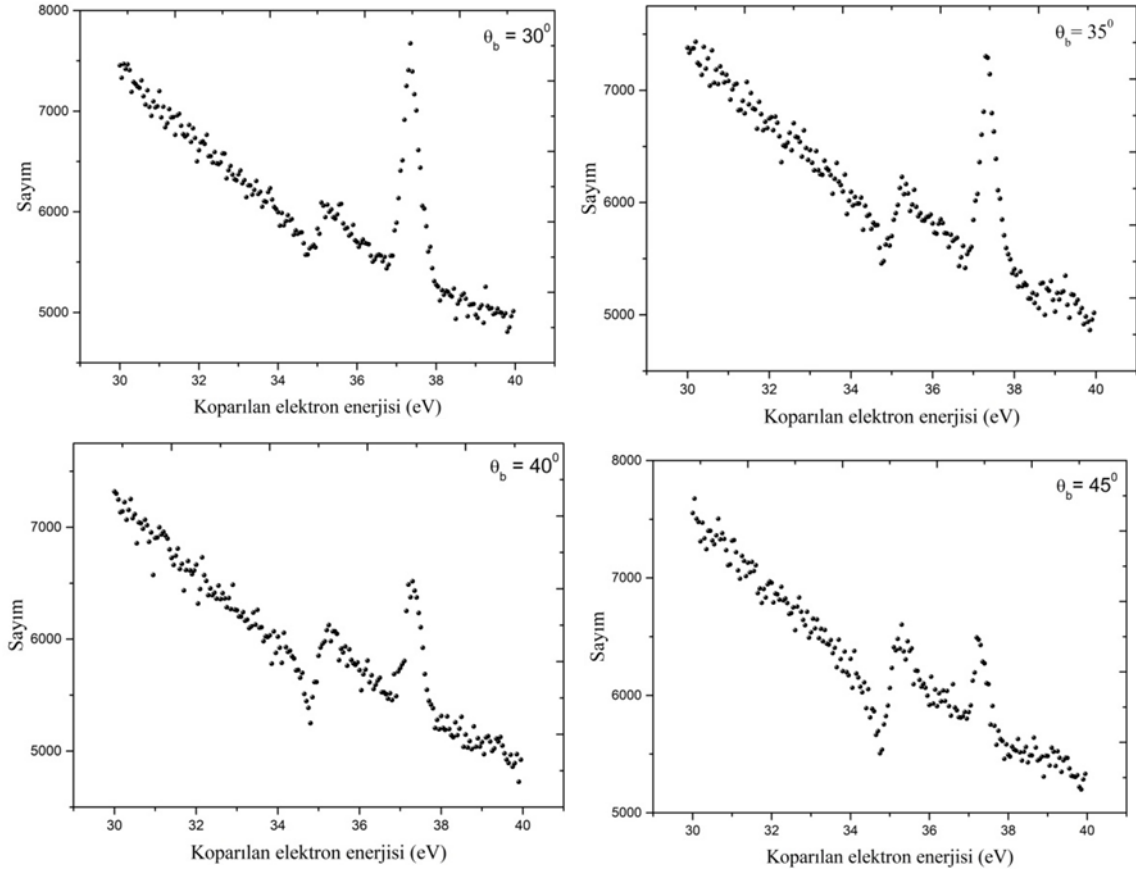 8000
7000
6000
5000
Sayım
θb = 30⁰
30 32 34 36 38 40
Koparılan elektron enerjisi (eV)
7000
6000
5000
Sayım
θb = 35⁰
30 32 34 36 38 40
Koparılan elektron enerjisi (eV)
7000
6000
5000
Sayım
θb = 40⁰
30 32 34 36 38 40
Koparılan elektron enerjisi (eV)
8000
7000
6000
5000
Sayım
θb = 45⁰
30 32 34 36 38 40
Koparılan elektron enerjisi (eV)